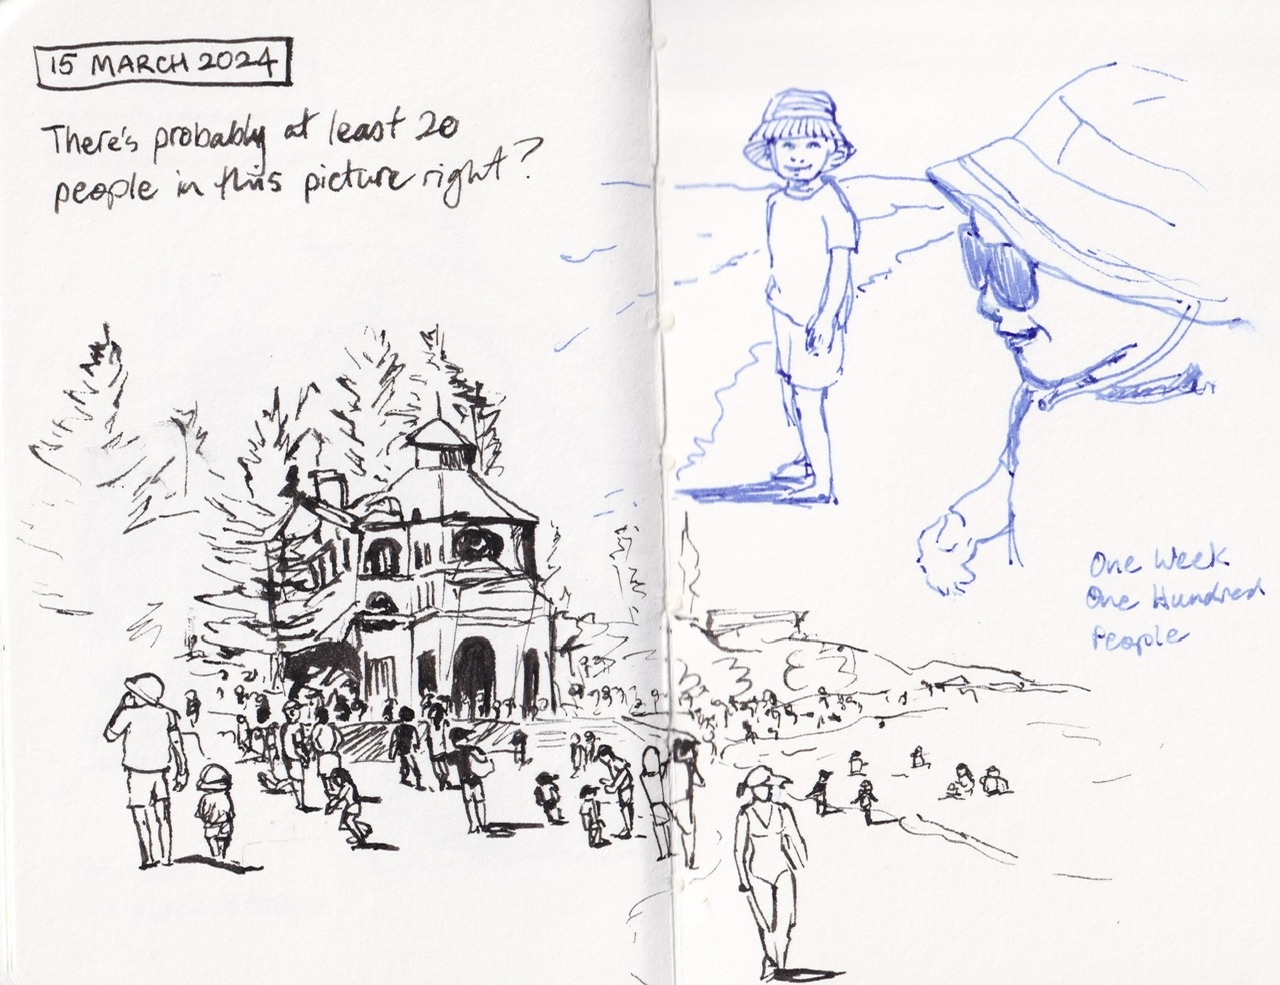 15 MARCH 2024
There's probably at least 20
people in this picture right?
One Week
One Hundred
People